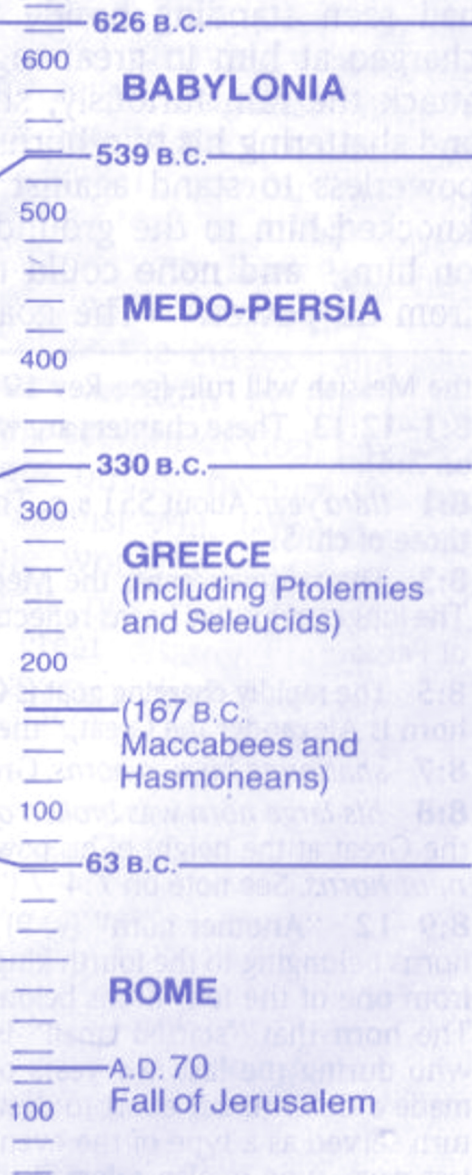 626 B.C.
600
BABYLONIA
539 B.C.
500
MEDO-PERSIA
400
330 B.C.
300
GREECE
(Including Ptolemies
and Seleucids)
200
(167 B.C.
Maccabees and
Hasmoneans)
100
63 B.C.
ROME
A.D. 70
Fall of Jerusalem
100